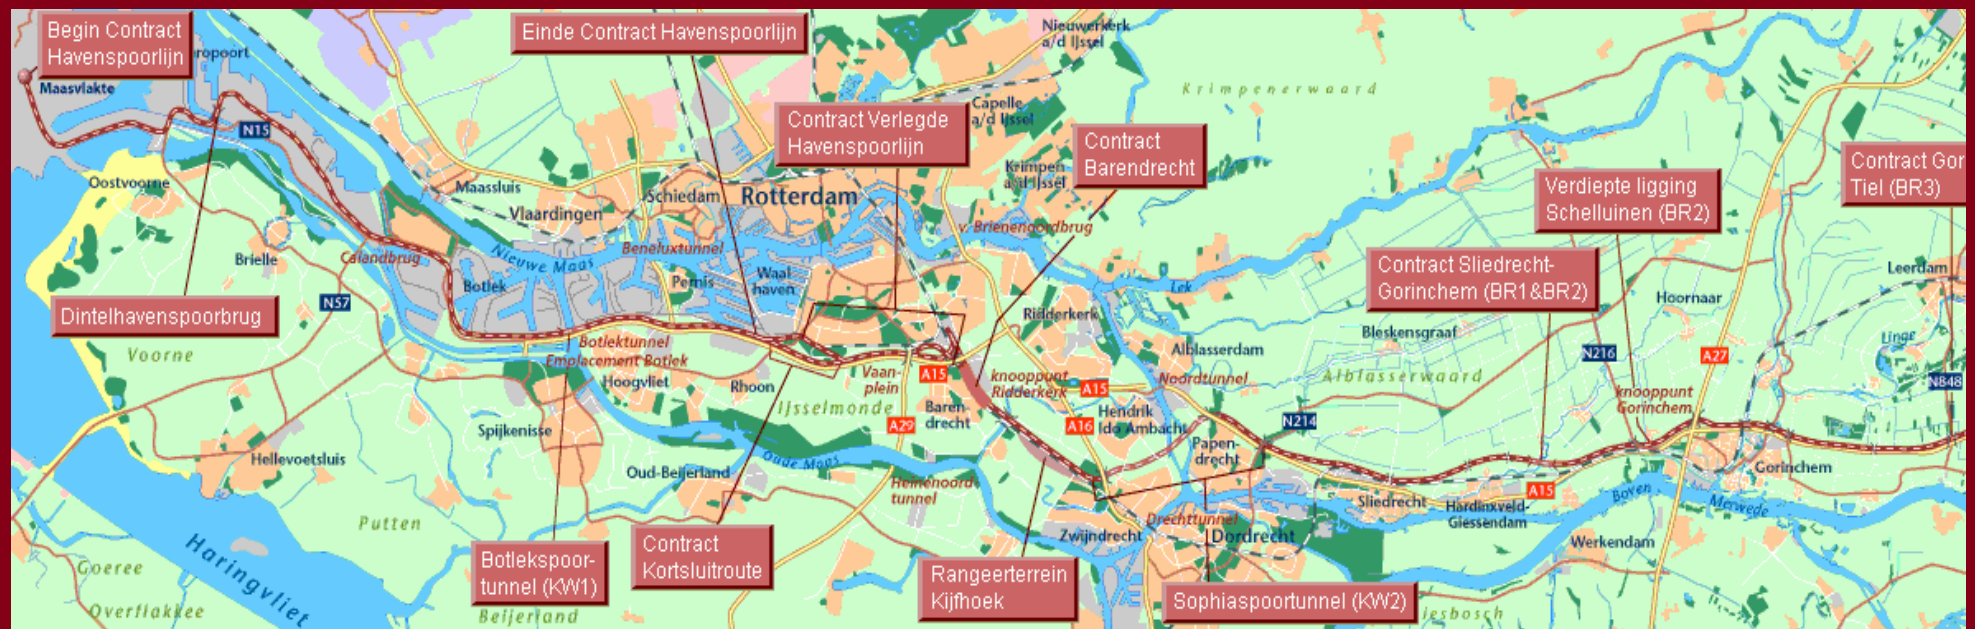 Begin Contract
Havenspoorlijn
Einde Contract Havenspoorlijn
Nieuwerkerk
a/d IJssel
ropoort
Maasvlakte
Krimpenerwaard
Contract Verlegde
Havenspoorlijn
Capelle
a/d IJssel
N15
Contract
Barendrecht
Contract Gor
Tiel (BR3)
Oostvoorne
Maassluis
Schiedam
Rotterdam
Krimpen
a/d IJssel
Verdiepte ligging
Schelluinen (BR2)
Vlaardingen
v. Brienenoordbrug
Brielle
Calandbrug
Beneluxtunnel
Nieuwe Maas
Botlek
Pernis
Waal
haven
Lek
Contract Sliedrecht-
Gorinchem (BR1&BR2)
Leerdam
Hoornaar
N57
Dintelhavenspoorbrug
Ridderkerk
Bleskensgraaf
Linge
Voorne
Botlektunnel
Emplacement Botlek
Alblasserdam
N216
A27
Hoogvliet
Rhoon
Vaan-
plein
A15
knooppunt
Ridderkerk
A15
Noordtunnel
Alblasserwaard
N848
IJsselmonde
Baren-
drecht
Hendrik
Ido Ambacht
knooppunt
Gorinchem
A29
A16
N214
Spijkenisse
Papen-
drecht
Hellevoetsluis
Oud-Beijerland
Oude Maas
Heinenoord
tunnel
Gorinchem
A15
Sliedrecht
Hardinxveld-
Giessendam
Boven
Merwede
Putten
Drechttunnel
Zwijndrecht
Dordrecht
Werkendam
Haringvliet
Botlekspoor-
tunnel (KW1)
Contract
Kortsluitroute
Rangeerterrein
Kijfhoek
Sophiaspoortunnel (KW2)
Goeree
Overflakkee
Beijerland
iesbosch